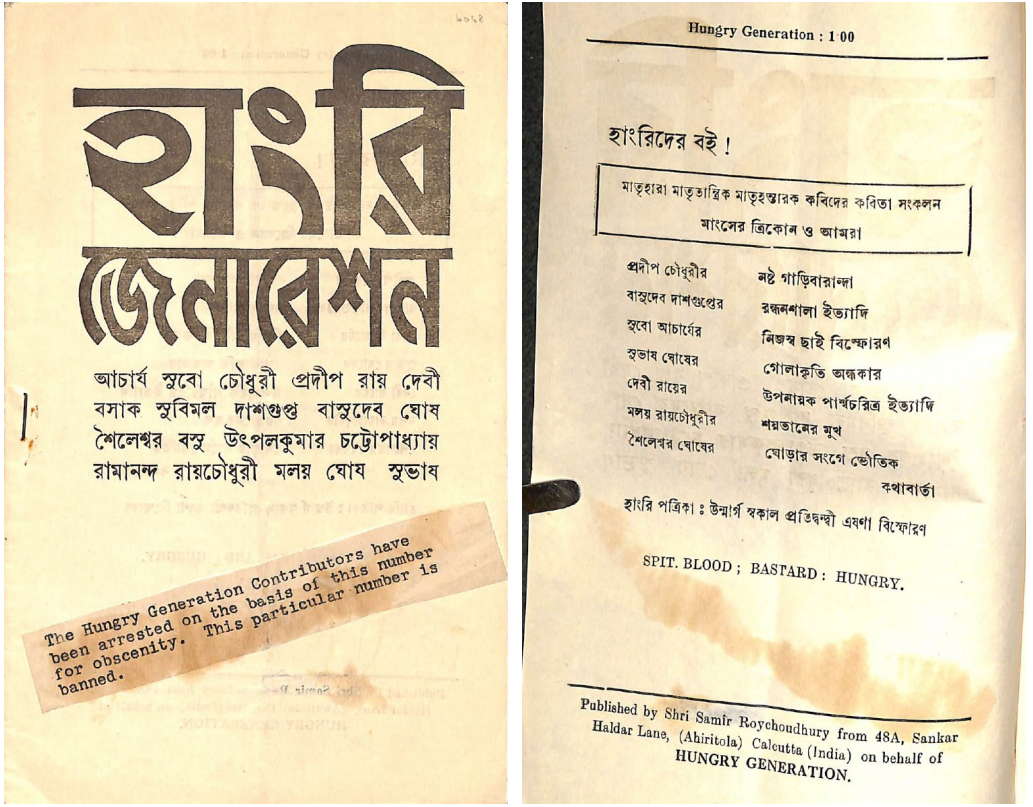 হাংরি
জেনারেশন
আচার্য সুবো চৌধুরী প্রদীপ রায় দেবী
বসাক সুবিমল দাশগুপ্ত বাসুদেব ঘোষ
শৈলেশ্বর বসু উৎপলকুমার চট্টোপাধ্যায়
রামানন্দ রায়চৌধুরী মলয় ঘোষ সুভাষ
The Hungry Generation Contributors have
been arrested on the basis of this number
for obscenity. This particular number is
banned.
Hungry Generation : 1·00
হাংরিদের বই !
মাতৃহারা মাতৃতান্ত্রিক মাতৃহন্তারক কবিদের কবিতা সংকলন
মাংসের ত্রিকোন ও আমরা
প্রদীপ চৌধুরীর নষ্ট গাড়িবারান্দা
বাসুদেব দাশগুপ্তের রন্ধনশালা ইত্যাদি
সুবো আচার্যের নিজস্ব ছাই বিস্ফোরণ
সুভাষ ঘোষের গোলাকৃতি অন্ধকার
দেবী রায়ের উপনায়ক পার্শ্বচরিত্র ইত্যাদি
মলয় রায়চৌধুরীর শয়তানের মুখ
শৈলেশ্বর ঘোষের ঘোড়ার সংগে ভৌতিক
কথাবার্তা
হাংরি পত্রিকা : উন্মার্গ স্বকাল প্রতিদ্বন্দ্বী এষণা বিস্ফোরণ
SPIT. BLOOD ; BASTARD : HUNGRY.
Published by Shri Samir Roychoudhury from 48A, Sankar
Haldar Lane, (Ahiritola) Calcutta (India) on behalf of
HUNGRY GENERATION.